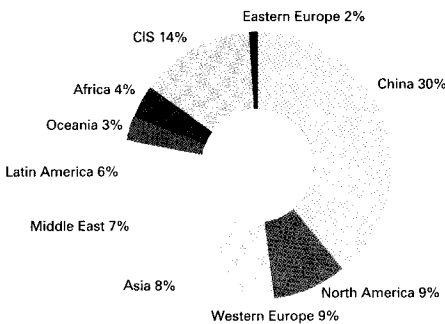 Eastern Europe 2%
CIS 14%
China 30%
Africa 4%
Oceania 3%
Latin America 6%
Middle East 7%
Asia 8%
North America 9%
Western Europe 9%